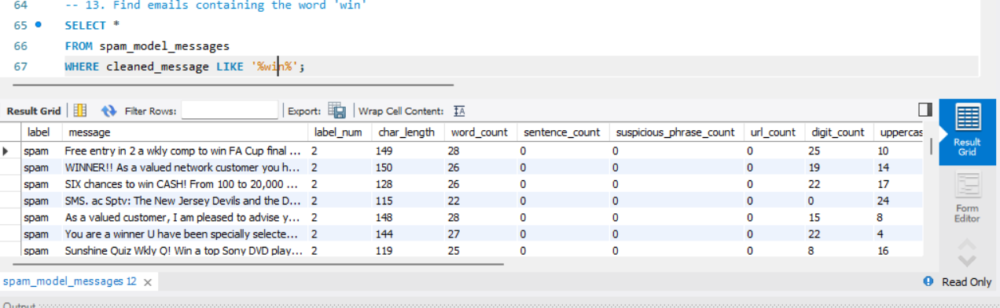 64 -- 13. Find emails containing the word 'win'
65 SELECT *
66 FROM spam_model_messages
67 WHERE cleaned_message LIKE '%win%';
Result Grid Filter Rows: Export: Wrap Cell Content:
label message label_num char_length word_count sentence_count suspicious_phrase_count url_count digit_count uppercas
spam Free entry in 2 a wkly comp to win FA Cup final ... 2 149 28 0 0 0 25 10
spam WINNER!! As a valued network customer you h... 2 150 26 0 0 0 19 14
spam SIX chances to win CASH! From 100 to 20,000 ... 2 128 26 0 0 0 22 17
spam SMS. ac Sptv: The New Jersey Devils and the D... 2 115 22 0 0 0 0 24
spam As a valued customer, I am pleased to advise y... 2 148 28 0 0 0 15 8
spam You are a winner U have been specially selecte... 2 144 27 0 0 0 22 4
spam Sunshine Quiz Wkly Q! Win a top Sony DVD play... 2 119 25 0 0 0 8 16
Result
Grid
Form
Editor
spam_model_messages 12
Read Only
Output